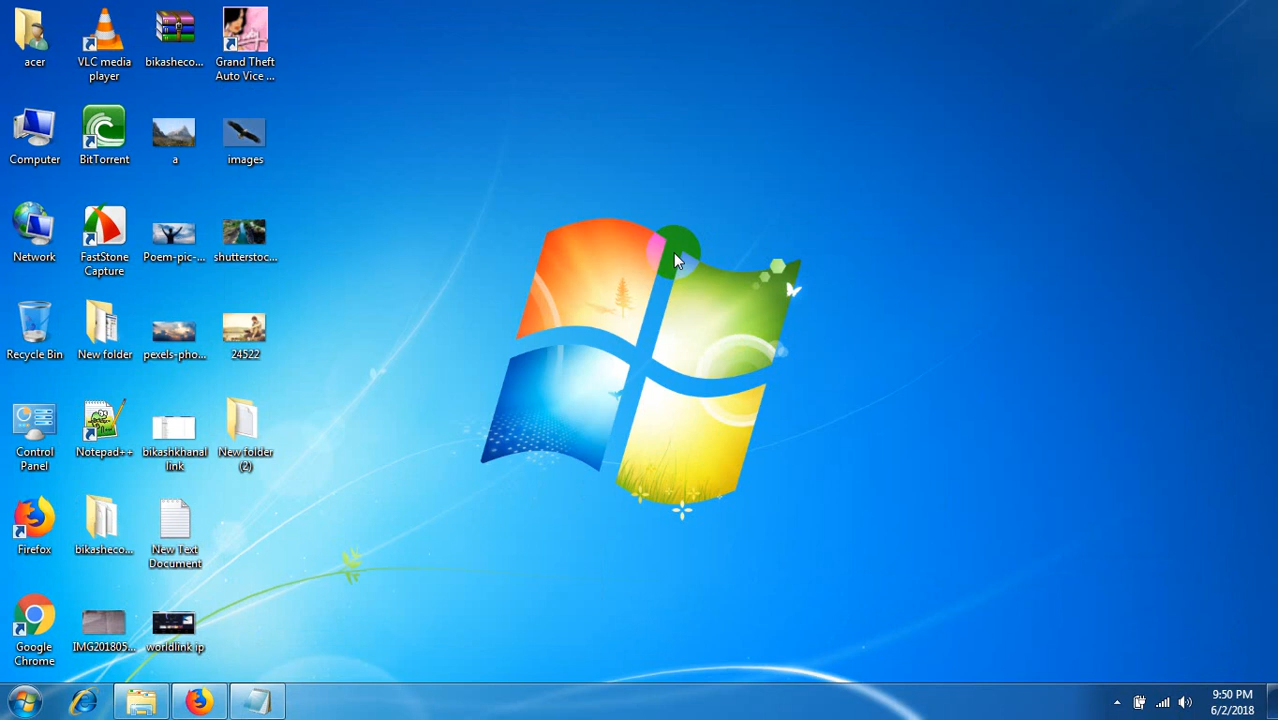 acer
VLC media
player
bikasheco...
Grand Theft
Auto Vice ...
Computer
BitTorrent
a
images
Network
FastStone
Capture
Poem-pic-...
shutterstoc...
Recycle Bin
New folder
pexels-pho...
24522
Control
Panel
Notepad++
bikashkhanal
link
New folder
(2)
Firefox
bikasheco...
New Text
Document
Google
Chrome
IMG201805...
worldlink ip
9:50 PM
6/2/2018